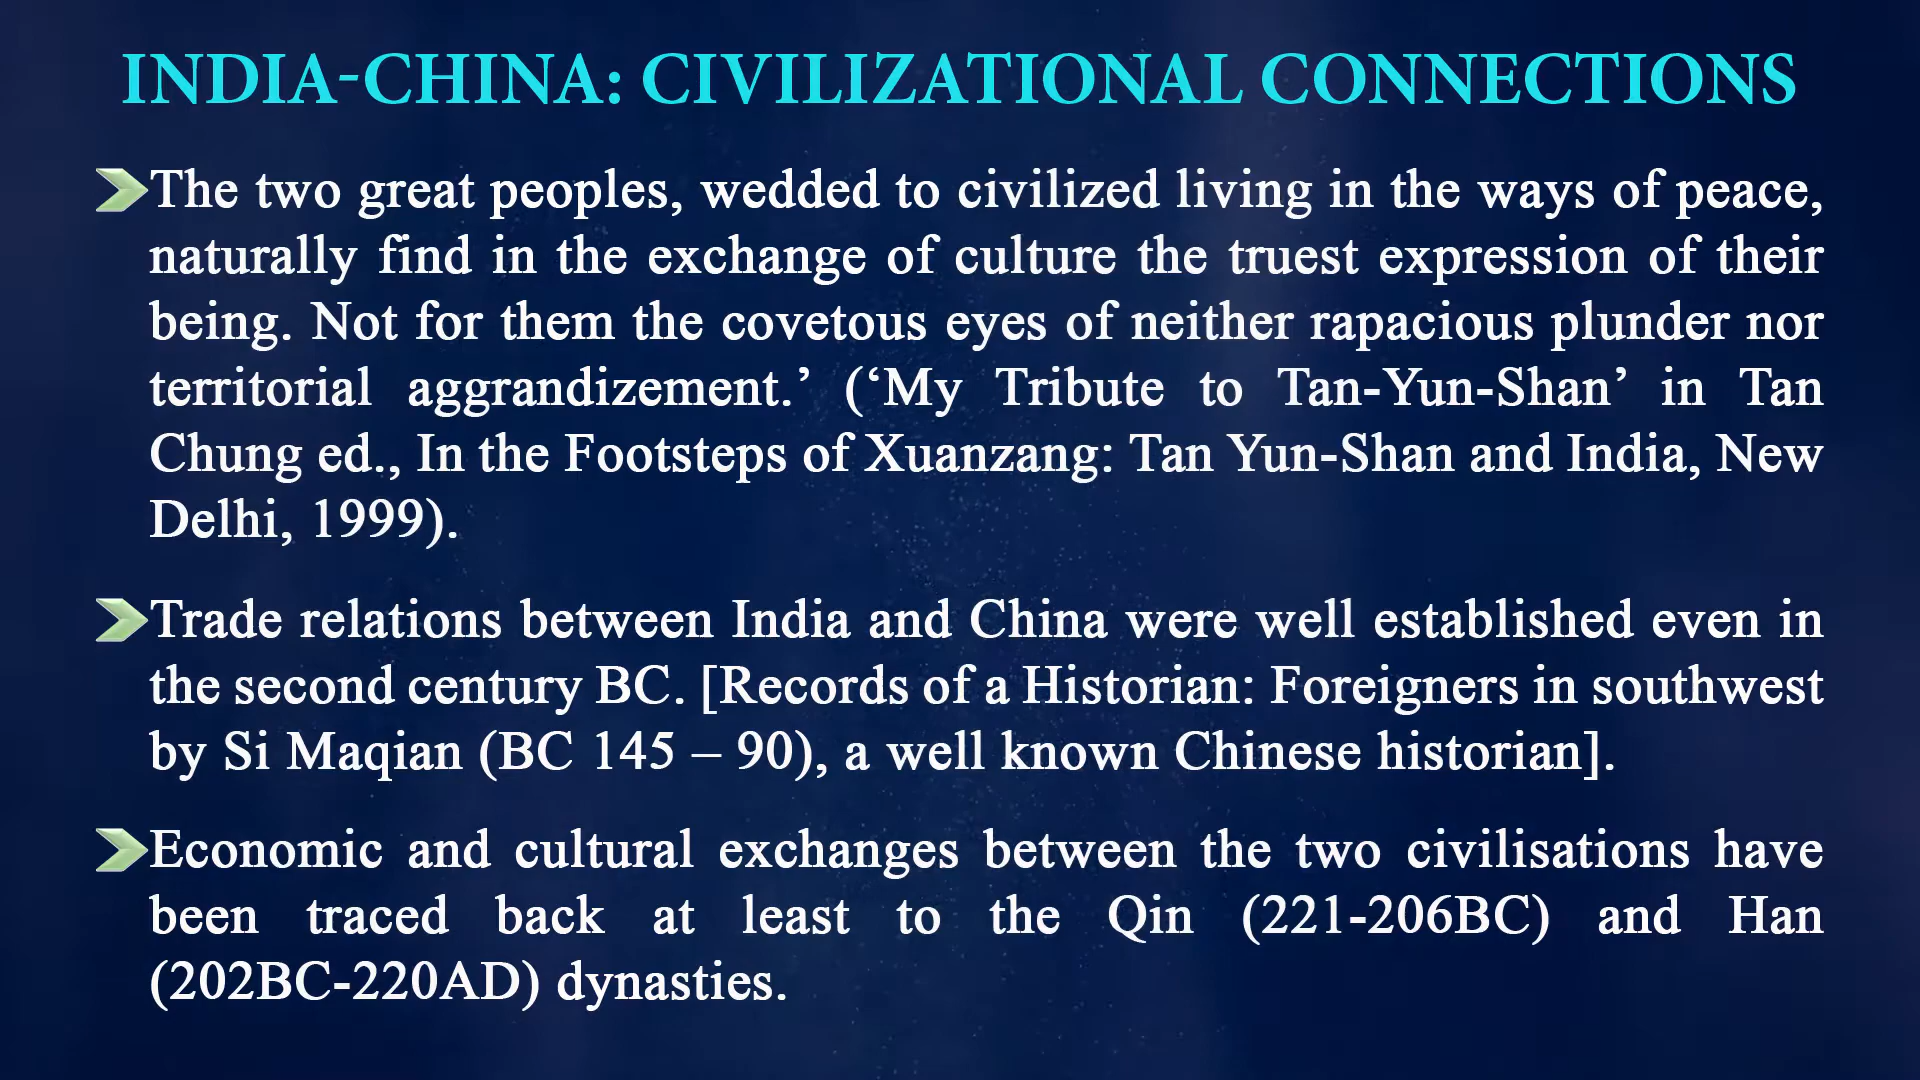 INDIA-CHINA: CIVILIZATIONAL CONNECTIONS
The two great peoples, wedded to civilized living in the ways of peace,
naturally find in the exchange of culture the truest expression of their
being. Not for them the covetous eyes of neither rapacious plunder nor
territorial aggrandizement.’ (‘My Tribute to Tan-Yun-Shan’ in Tan
Chung ed., In the Footsteps of Xuanzang: Tan Yun-Shan and India, New
Delhi, 1999).
Trade relations between India and China were well established even in
the second century BC. [Records of a Historian: Foreigners in southwest
by Si Maqian (BC 145 – 90), a well known Chinese historian].
Economic and cultural exchanges between the two civilisations have
been traced back at least to the Qin (221-206BC) and Han
(202BC-220AD) dynasties.